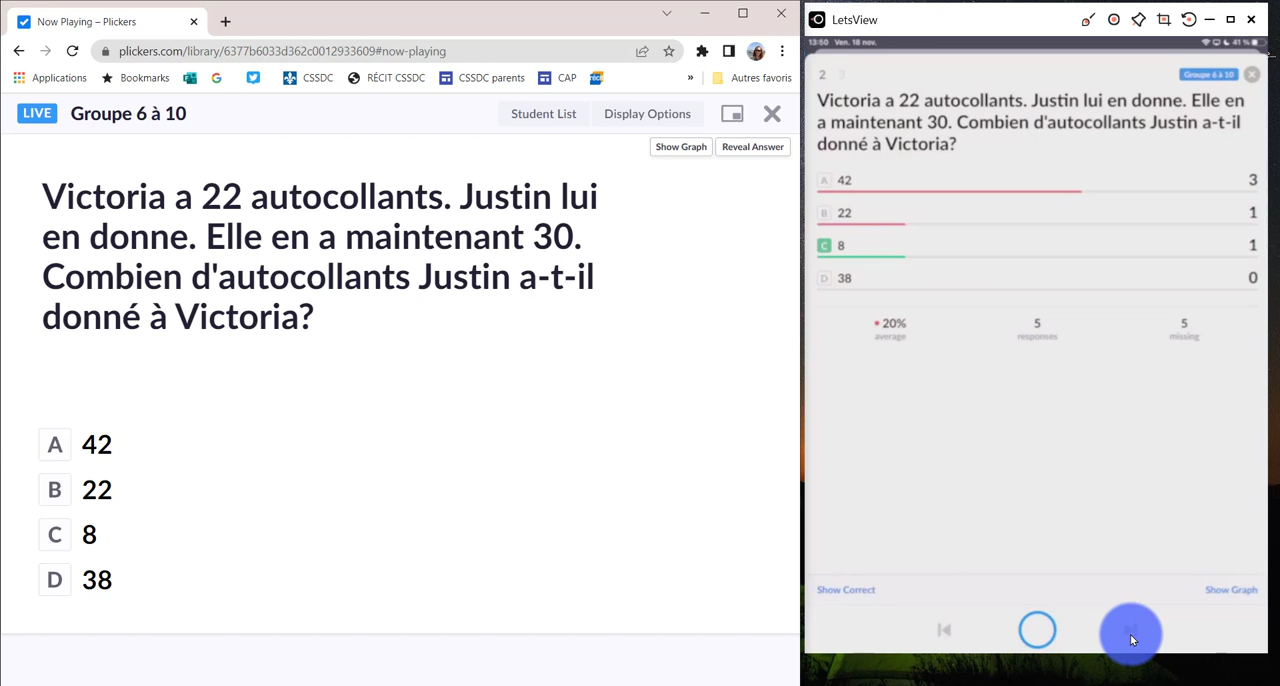 Now Playing – Plickers
plickers.com/library/6377b6033d362c0012933609#now-playing
Applications
Bookmarks
CSSDC
RÉCIT CSSDC
CSSDC parents
CAP
»
Autres favoris
LIVE
Groupe 6 à 10
Student List
Display Options
Show Graph
Reveal Answer
Victoria a 22 autocollants. Justin lui
en donne. Elle en a maintenant 30.
Combien d'autocollants Justin a-t-il
donné à Victoria?
A 42
B 22
C 8
D 38
LetsView
13:50 Ven. 18 nov.
41 %
2 3
Groupe 6 à 10
Victoria a 22 autocollants. Justin lui en donne. Elle en
a maintenant 30. Combien d'autocollants Justin a-t-il
donné à Victoria?
A 42 3
B 22 1
C 8 1
D 38 0
20% 5 5
average responses missing
Show Correct
Show Graph